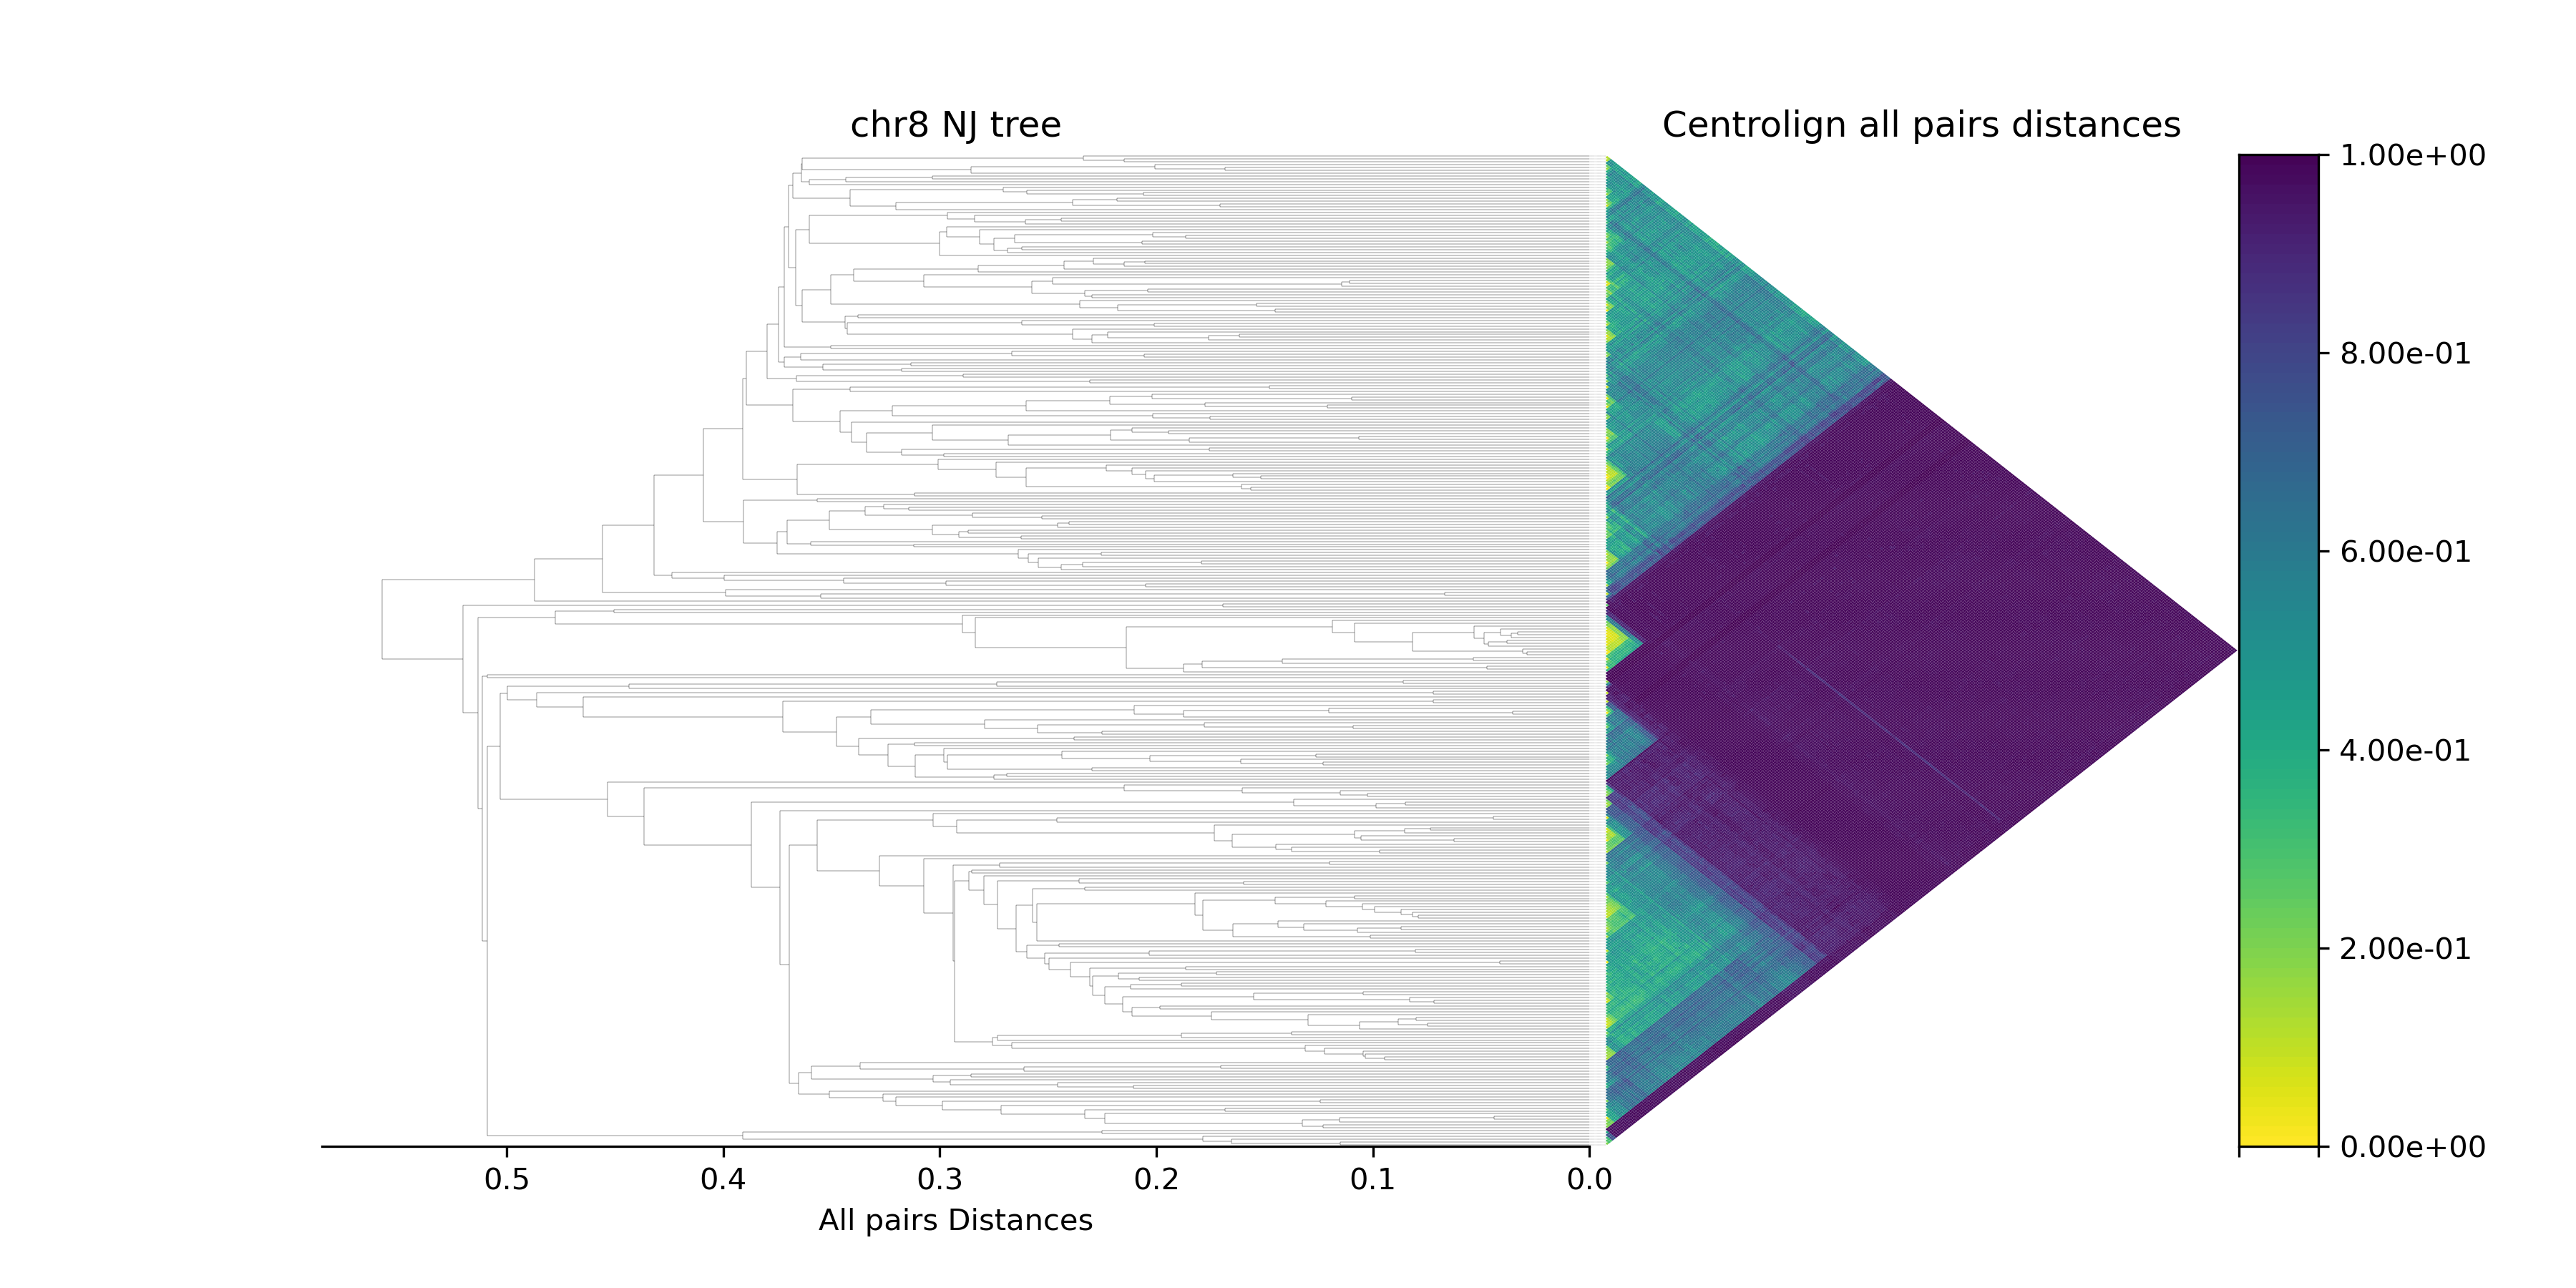 chr8 NJ tree
Centrolign all pairs distances
1.00e+00
8.00e-01
6.00e-01
4.00e-01
2.00e-01
0.00e+00
0.5 0.4 0.3 0.2 0.1 0.0
All pairs Distances